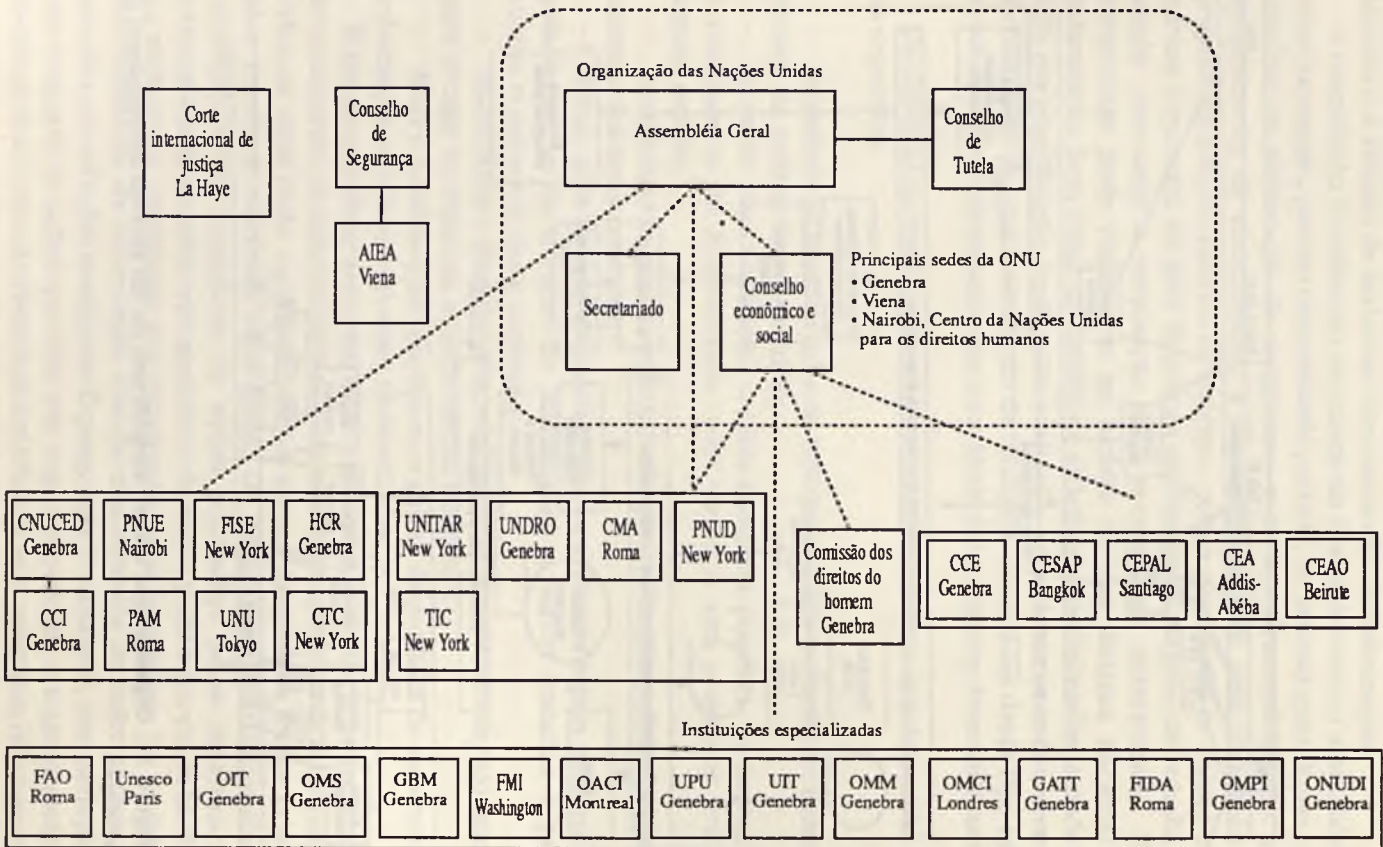 Organização das Nações Unidas
Corte
internacional de
justiça
La Haye
Conselho
de
Segurança
Assembléia Geral
Conselho
de
Tutela
AIEA
Viena
Secretariado
Conselho
econômico e
social
Principais sedes da ONU
• Genebra
• Viena
• Nairobi, Centro da Nações Unidas
para os direitos humanos
CNUCED
Genebra
PNUE
Nairobi
FISE
New York
HCR
Genebra
CCI
Genebra
PAM
Roma
UNU
Tokyo
CTC
New York
UNITAR
New York
UNDRO
Genebra
CMA
Roma
PNUD
New York
TIC
New York
Comissão dos
direitos do
homem
Genebra
CCE
Genebra
CESAP
Bangkok
CEPAL
Santiago
CEA
Addis-
Abéba
CEAO
Beirute
Instituições especializadas
FAO
Roma
Unesco
Paris
OIT
Genebra
OMS
Genebra
GBM
Genebra
FMI
Washington
OACI
Montreal
UPU
Genebra
UIT
Genebra
OMM
Genebra
OMCI
Londres
GATT
Genebra
FIDA
Roma
OMPI
Genebra
ONUDI
Genebra